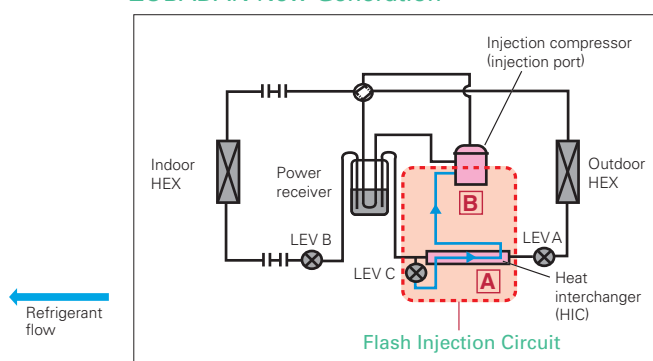 Injection compressor
(injection port)
Indoor
HEX
Power
receiver
Outdoor
HEX
B
LEV B
LEV A
LEV C
A
Heat
interchanger
(HIC)
Refrigerant
flow
Flash Injection Circuit